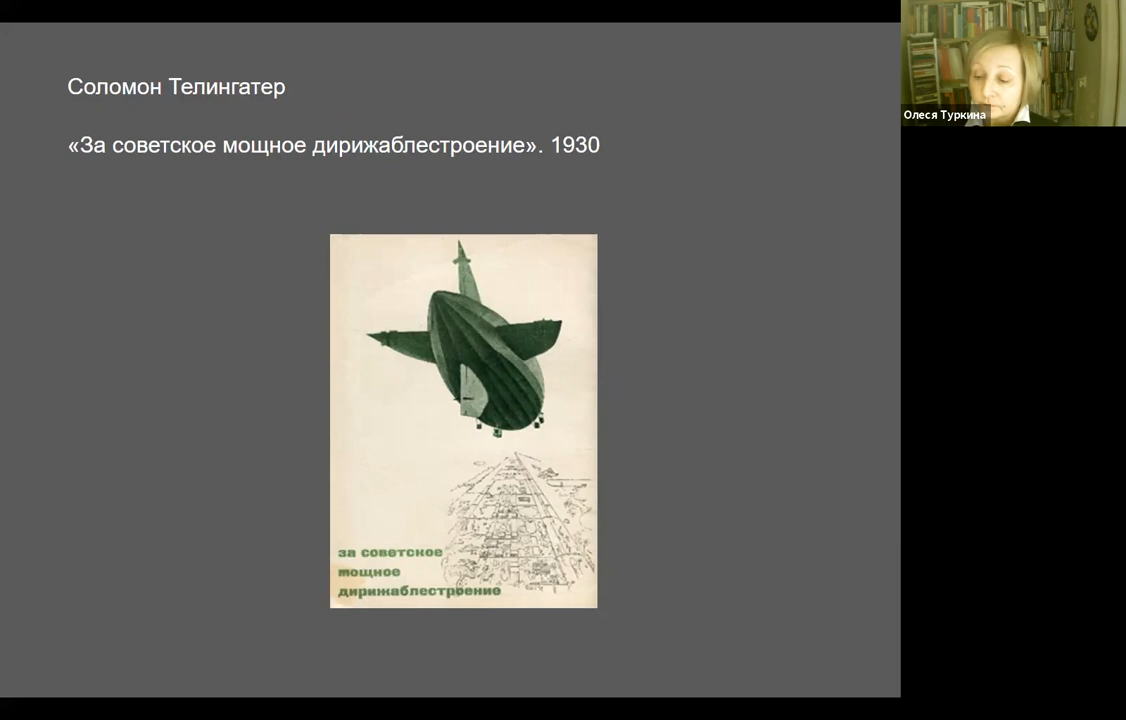 Соломон Телингатер
«За советское мощное дирижаблестроение». 1930
Олеся Туркина
за советское
мощное
дирижаблестроение